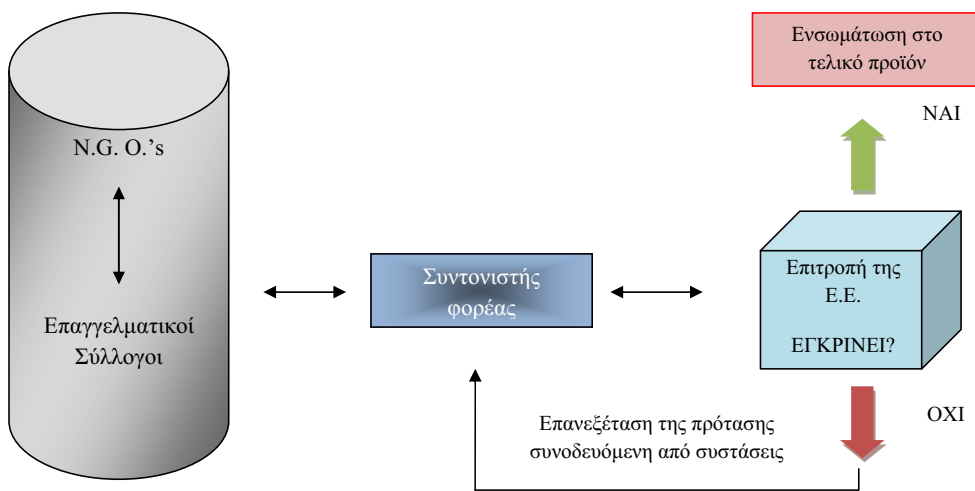 N.G. O.'s
Επαγγελματικοί
Σύλλογοι
Συντονιστής
φορέας
Ενσωμάτωση στο
τελικό προϊόν
ΝΑΙ
Επιτροπή της
Ε.Ε.
ΕΓΚΡΙΝΕΙ?
ΟΧΙ
Επανεξέταση της πρότασης
συνοδευόμενη από συστάσεις